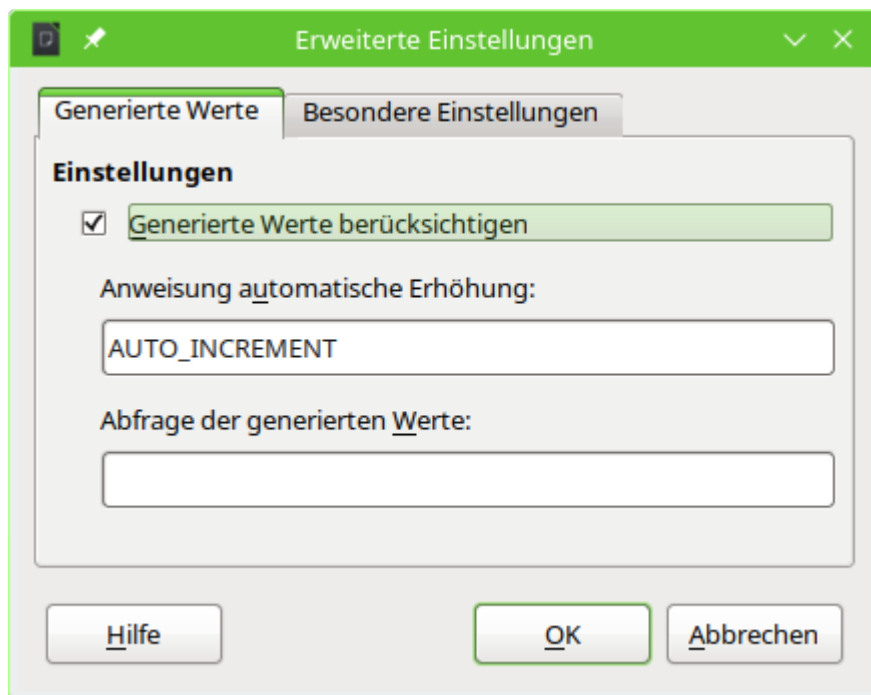 Erweiterte Einstellungen
Generierte Werte
Besondere Einstellungen
Einstellungen
Generierte Werte berücksichtigen
Anweisung automatische Erhöhung:
AUTO_INCREMENT
Abfrage der generierten Werte:
Hilfe
OK
Abbrechen